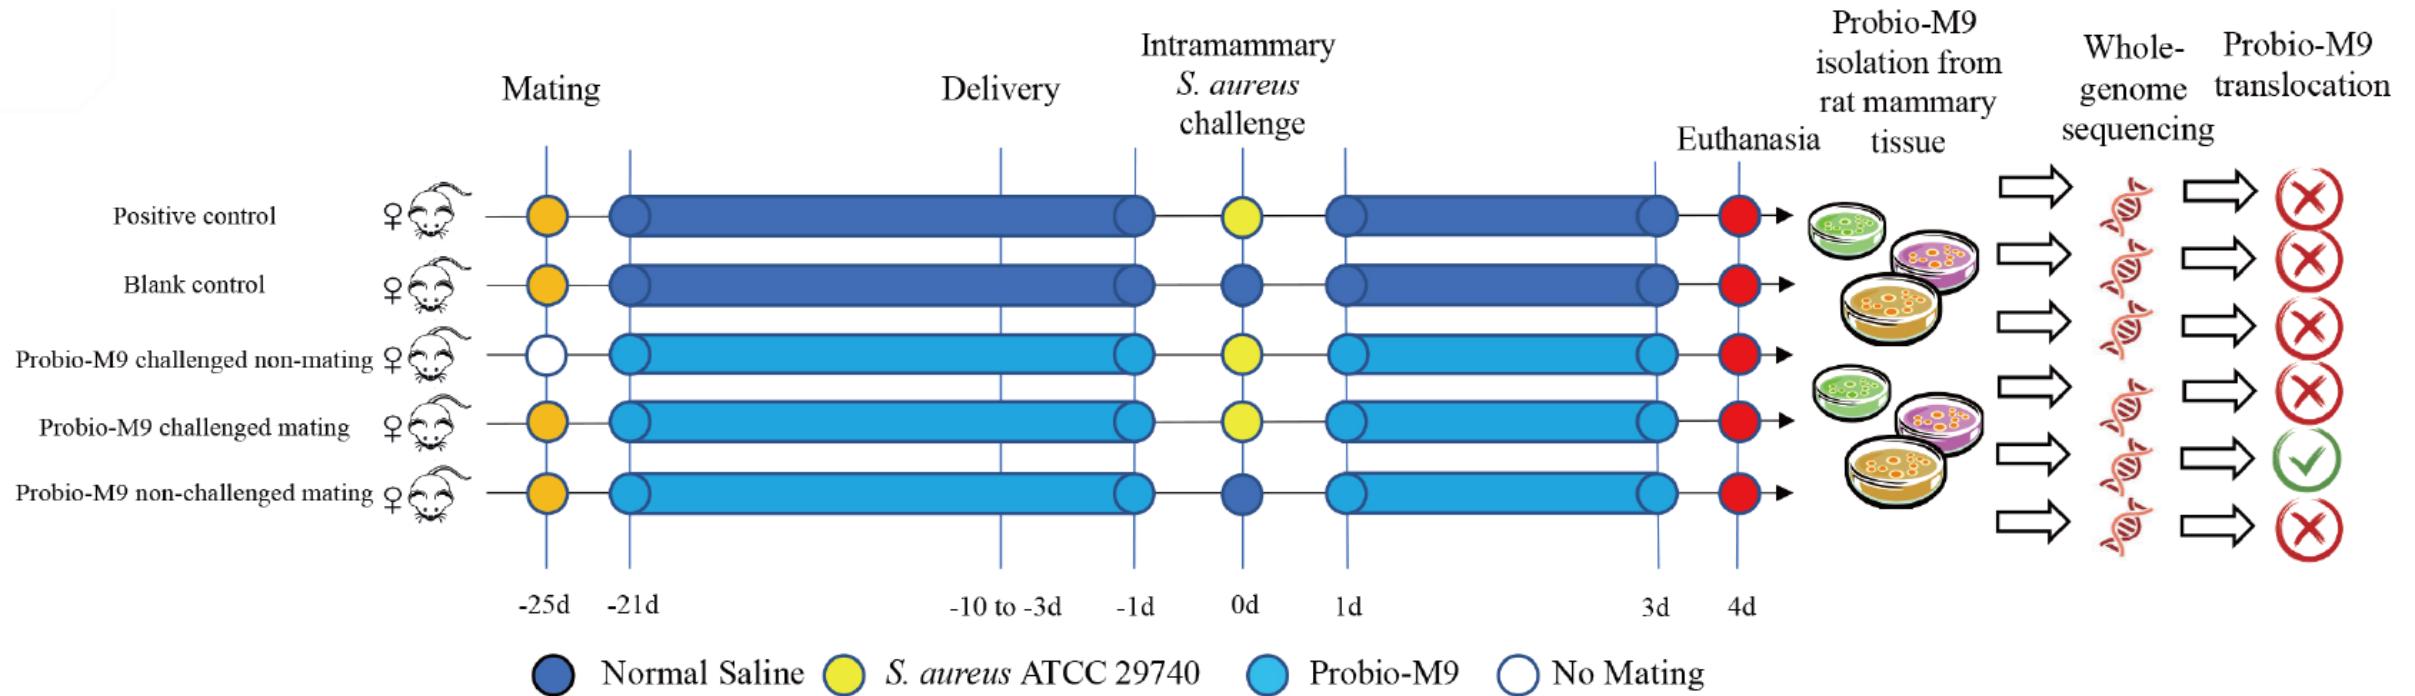 Mating
Delivery
Intramammary
S. aureus
challenge
Euthanasia
Probio-M9
isolation from
rat mammary
tissue
Whole-
genome
sequencing
Probio-M9
translocation
Positive control
Blank control
Probio-M9 challenged non-mating
Probio-M9 challenged mating
Probio-M9 non-challenged mating
♀
♀
♀
♀
♀
-25d
-21d
-10 to -3d
-1d
0d
1d
3d
4d
Normal Saline
S. aureus ATCC 29740
Probio-M9
No Mating